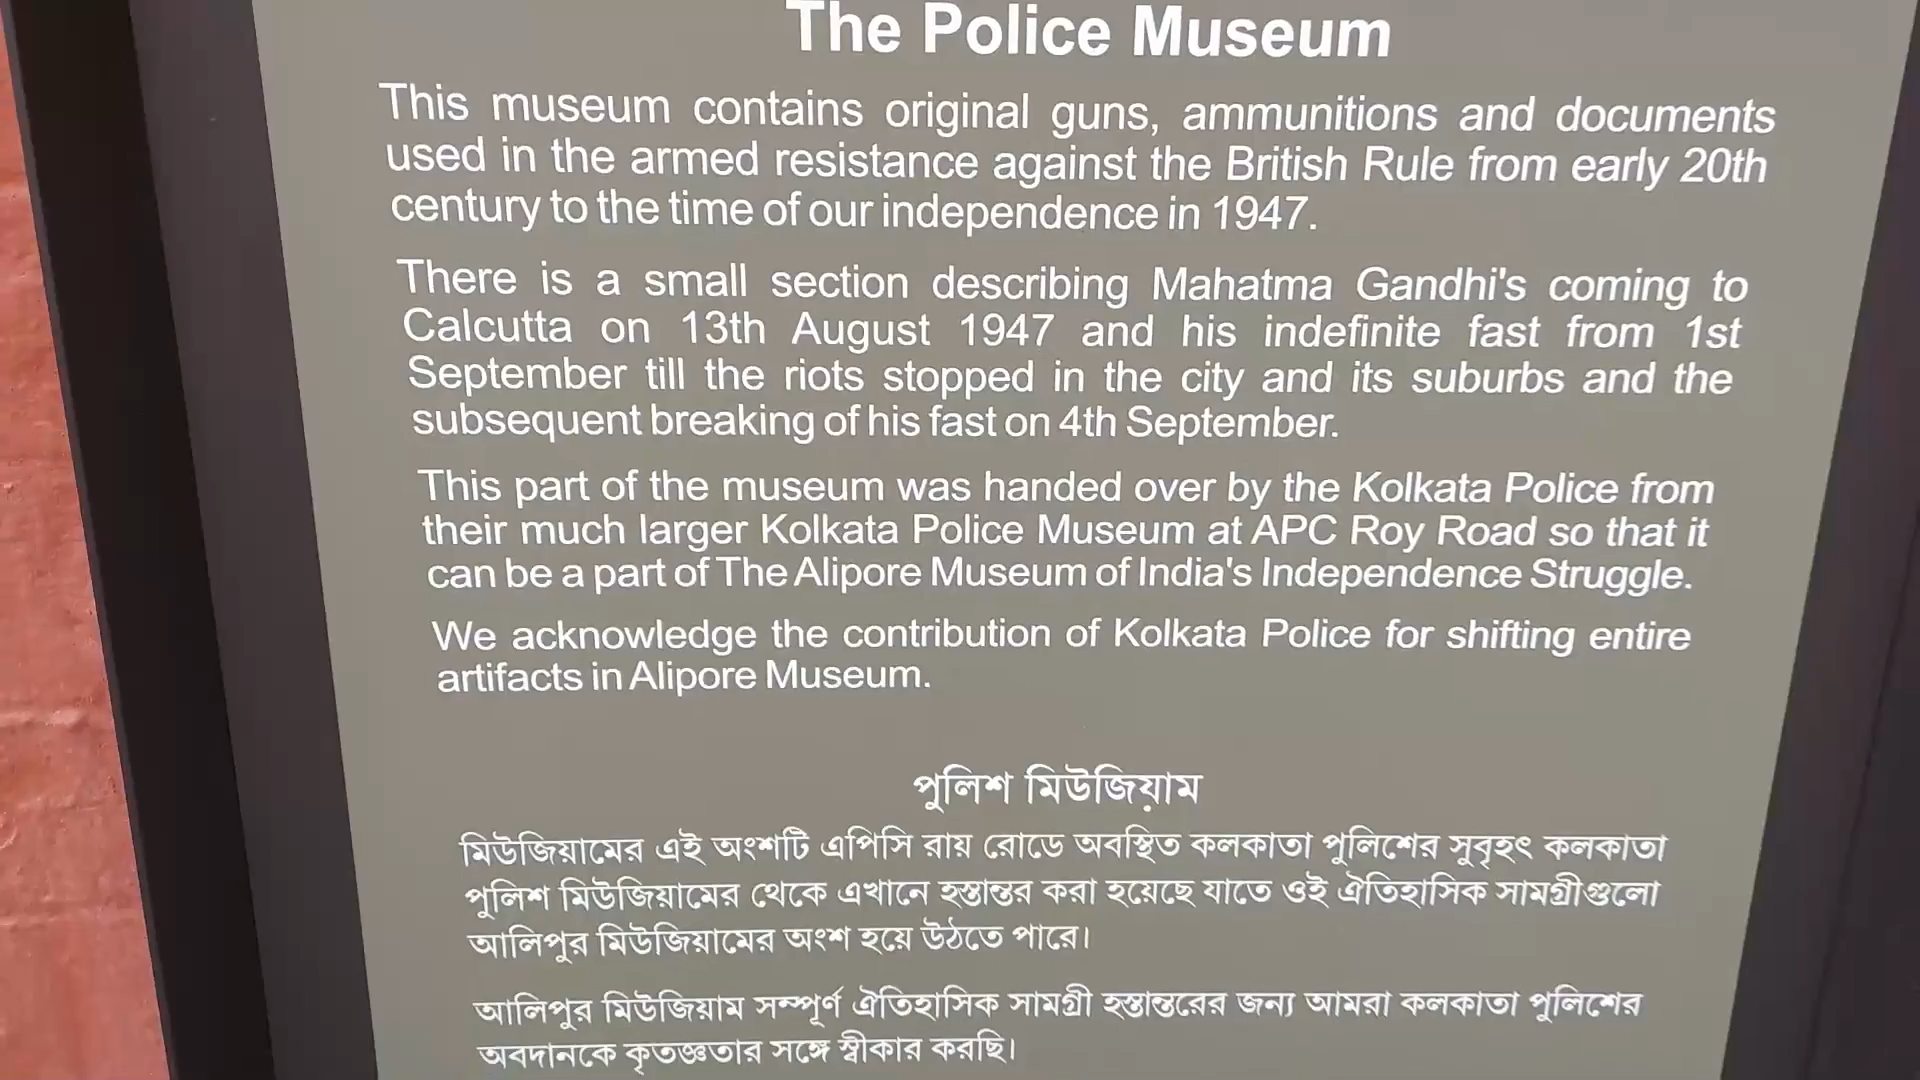 The Police Museum
This museum contains original guns, ammunitions and documents
used in the armed resistance against the British Rule from early 20th
century to the time of our independence in 1947.
There is a small section describing Mahatma Gandhi's coming to
Calcutta on 13th August 1947 and his indefinite fast from 1st
September till the riots stopped in the city and its suburbs and the
subsequent breaking of his fast on 4th September.
This part of the museum was handed over by the Kolkata Police from
their much larger Kolkata Police Museum at APC Roy Road so that it
can be a part of The Alipore Museum of India's Independence Struggle.
We acknowledge the contribution of Kolkata Police for shifting entire
artifacts in Alipore Museum.
পুলিশ মিউজিয়াম
মিউজিয়ামের এই অংশটি এপিসি রায় রোডে অবস্থিত কলকাতা পুলিশের সুবৃহৎ কলকাতা
পুলিশ মিউজিয়ামের থেকে এখানে হস্তান্তর করা হয়েছে যাতে ওই ঐতিহাসিক সামগ্রীগুলো
আলিপুর মিউজিয়ামের অংশ হয়ে উঠতে পারে।
আলিপুর মিউজিয়াম সম্পূর্ণ ঐতিহাসিক সামগ্রী হস্তান্তরের জন্য আমরা কলকাতা পুলিশের
অবদানকে কৃতজ্ঞতার সঙ্গে স্বীকার করছি।